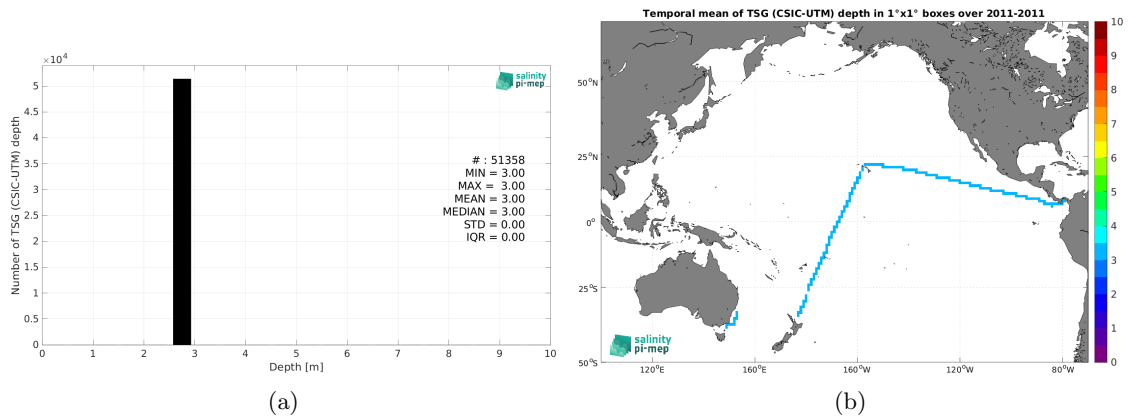 ×10⁴
5
4.5
4
3.5
3
2.5
2
1.5
1
0.5
0
Number of TSG (CSIC-UTM) depth
salinity
pi-mep
# : 51358
MIN = 3.00
MAX = 3.00
MEAN = 3.00
MEDIAN = 3.00
STD = 0.00
IQR = 0.00
0 1 2 3 4 5 6 7 8 9 10
Depth [m]
(a)
Temporal mean of TSG (CSIC-UTM) depth in 1°x1° boxes over 2011-2011
50°N
25°N
0°
25°S
50°S
120°E
160°E
160°W
120°W
80°W
salinity
pi-mep
10
9
8
7
6
5
4
3
2
1
0
(b)